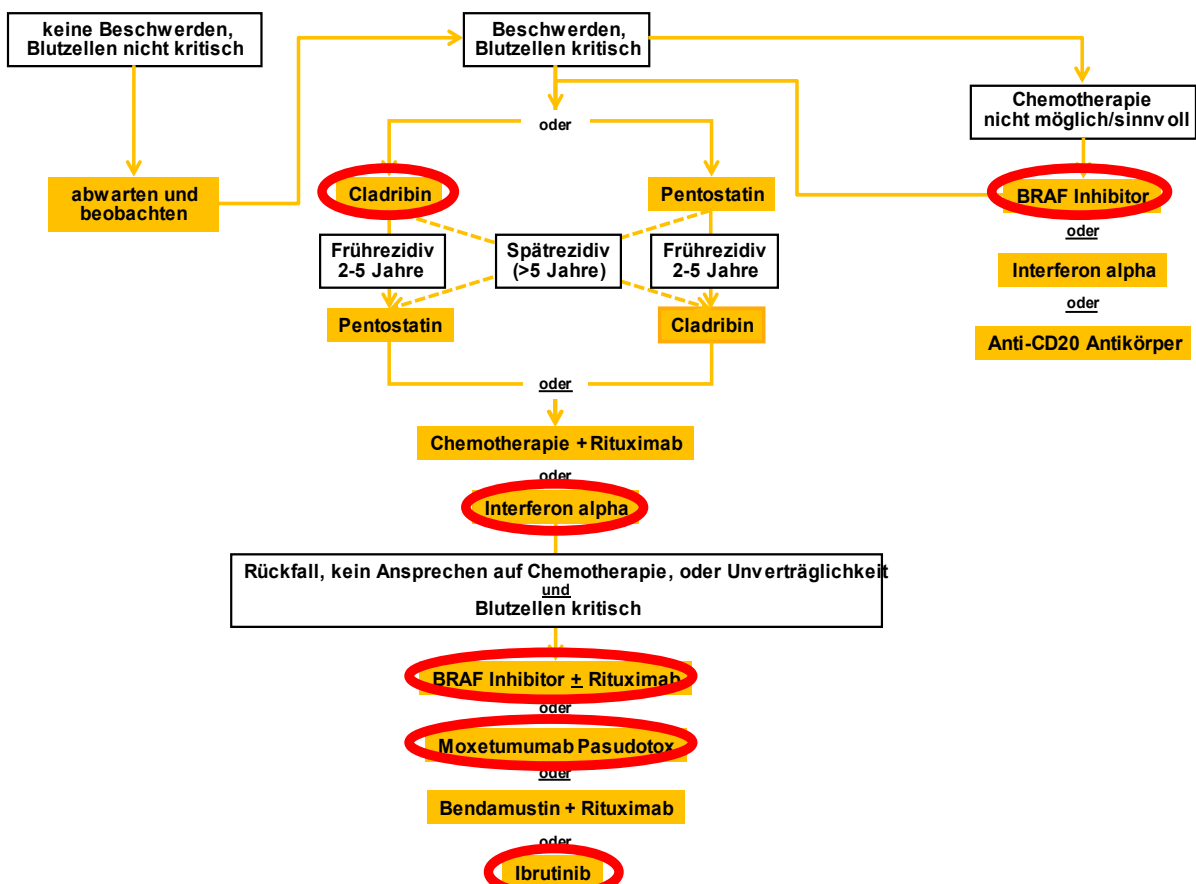 keine Beschwerden,
Blutzellen nicht kritisch
Beschwerden,
Blutzellen kritisch
Chemotherapie
nicht möglich/sinnvoll
oder
abwarten und
beobachten
Cladribin
Pentostatin
BRAF Inhibitor
oder
Interferon alpha
oder
Anti-CD20 Antikörper
Frührezidiv
2-5 Jahre
Spätrezidiv
(>5 Jahre)
Frührezidiv
2-5 Jahre
Pentostatin
Cladribin
oder
Chemotherapie + Rituximab
oder
Interferon alpha
Rückfall, kein Ansprechen auf Chemotherapie, oder Unverträglichkeit
und
Blutzellen kritisch
BRAF Inhibitor ± Rituximab
oder
Moxetumumab Pasudotox
oder
Bendamustin + Rituximab
oder
Ibrutinib